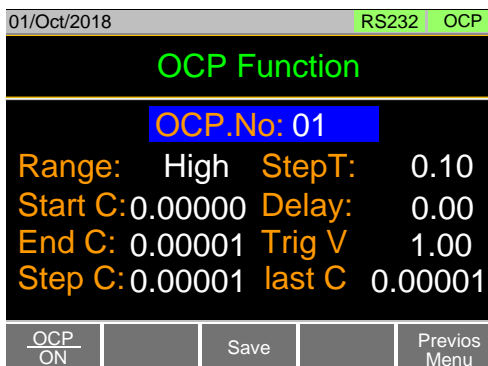 01/Oct/2018 RS232 OCP
OCP Function
OCP.No: 01
Range: High StepT: 0.10
Start C: 0.00000 Delay: 0.00
End C: 0.00001 Trig V 1.00
Step C: 0.00001 last C 0.00001
OCP Save Previos
ON Menu